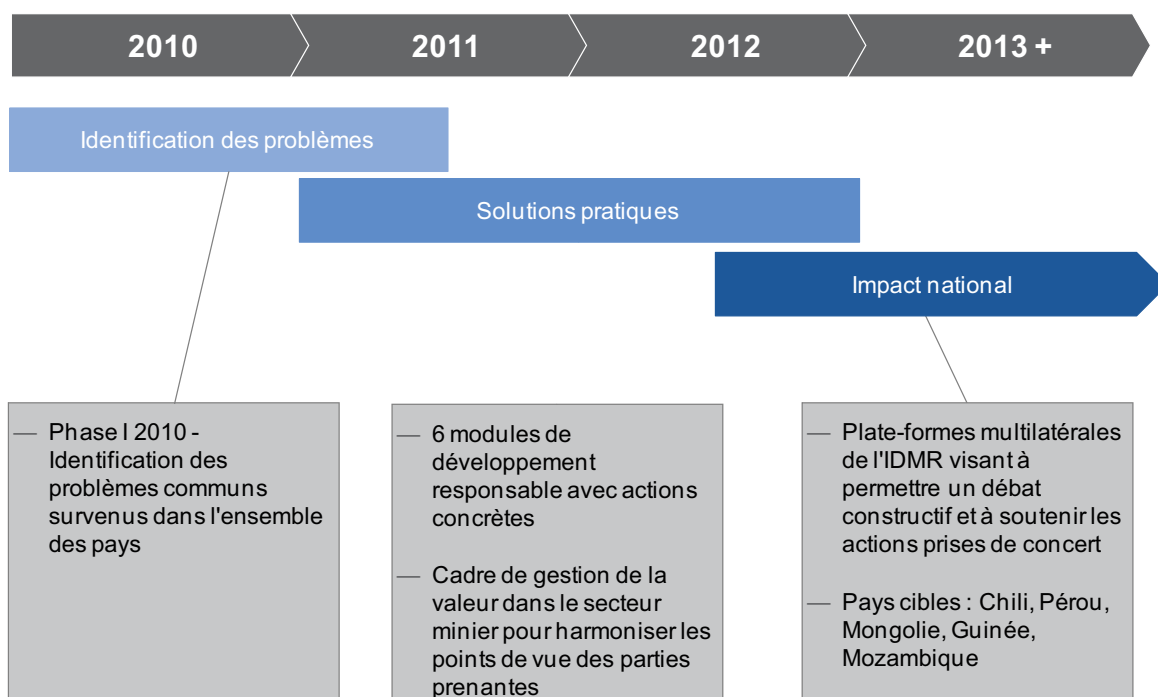 2010 2011 2012 2013 +
Identification des problèmes
Solutions pratiques
Impact national
— Phase I 2010 -
Identification des
problèmes communs
survenus dans l'ensemble
des pays
— 6 modules de
développement
responsable avec actions
concrètes
— Cadre de gestion de la
valeur dans le secteur
minier pour harmoniser les
points de vue des parties
prenantes
— Plate-formes multilatérales
de l'IDMR visant à
permettre un débat
constructif et à soutenir les
actions prises de concert
— Pays cibles : Chili, Pérou,
Mongolie, Guinée,
Mozambique